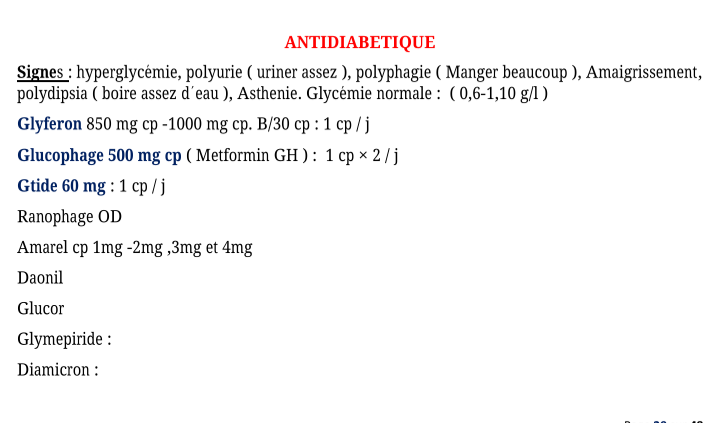 ANTIDIABETIQUE
Signes : hyperglycémie, polyurie ( uriner assez ), polyphagie ( Manger beaucoup ), Amaigrissement,
polydipsia ( boire assez d΄eau ), Asthenie. Glycémie normale :  ( 0,6-1,10 g/l )
Glyferon 850 mg cp -1000 mg cp. B/30 cp : 1 cp / j
Glucophage 500 mg cp ( Metformin GH ) :  1 cp × 2 / j
Gtide 60 mg : 1 cp / j
Ranophage OD
Amarel cp 1mg -2mg ,3mg et 4mg
Daonil
Glucor
Glymepiride :
Diamicron :